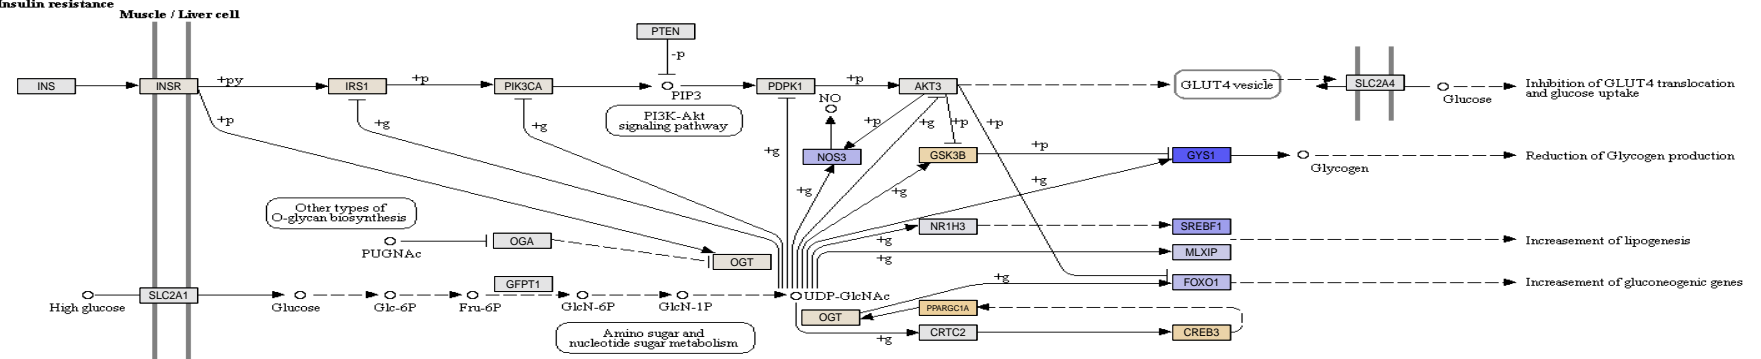 Insulin resistance
Muscle / Liver cell
PTEN
-p
INS
INSR
+py
IRS1
+p
PIK3CA
PIP3
PDPK1
+p
AKT3
GLUT4 vesicle
SLC2A4
Glucose
Inhibition of GLUT4 translocation
and glucose uptake
NO
PI3K-Akt
signaling pathway
+p
+g
+g
+g
+p
+g
+p
+p
NOS3
GSK3B
+p
GYS1
Glycogen
Reduction of Glycogen production
+g
+g
+g
Other types of
O-glycan biosynthesis
NR1H3
SREBF1
+g
PUGNAc
OGA
OGT
MLXIP
+g
Increasement of lipogenesis
GFPT1
+g
FOXO1
Increasement of gluconeogenic genes
High glucose
SLC2A1
Glucose
Glc-6P
Fru-6P
GlcN-6P
GlcN-1P
UDP-GlcNAc
OGT
PPARGC1A
Amino sugar and
nucleotide sugar metabolism
+g
CRTC2
CREB3